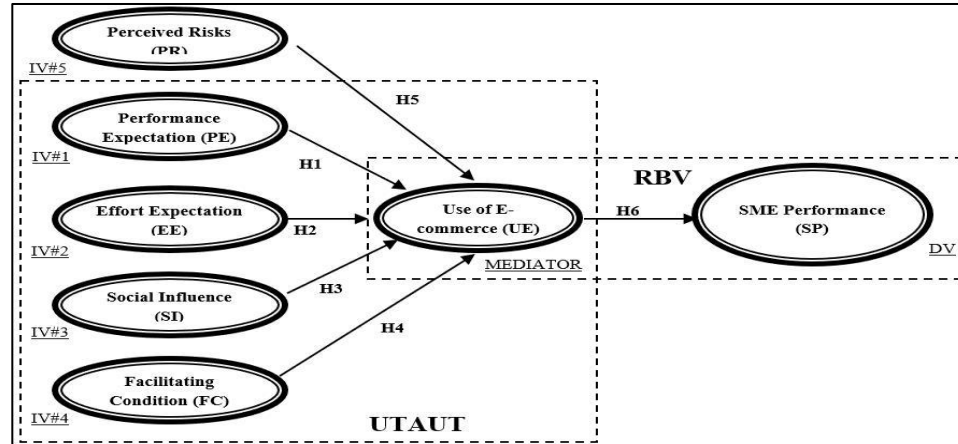 Perceived Risks
(PR)
IV#5
H5
Performance
Expectation (PE)
IV#1
H1
RBV
Effort Expectation
(EE)
IV#2
H2
Use of E-
commerce (UE)
MEDIATOR
H6
SME Performance
(SP)
DV
Social Influence
(SI)
IV#3
H3
H4
Facilitating
Condition (FC)
IV#4
UTAUT